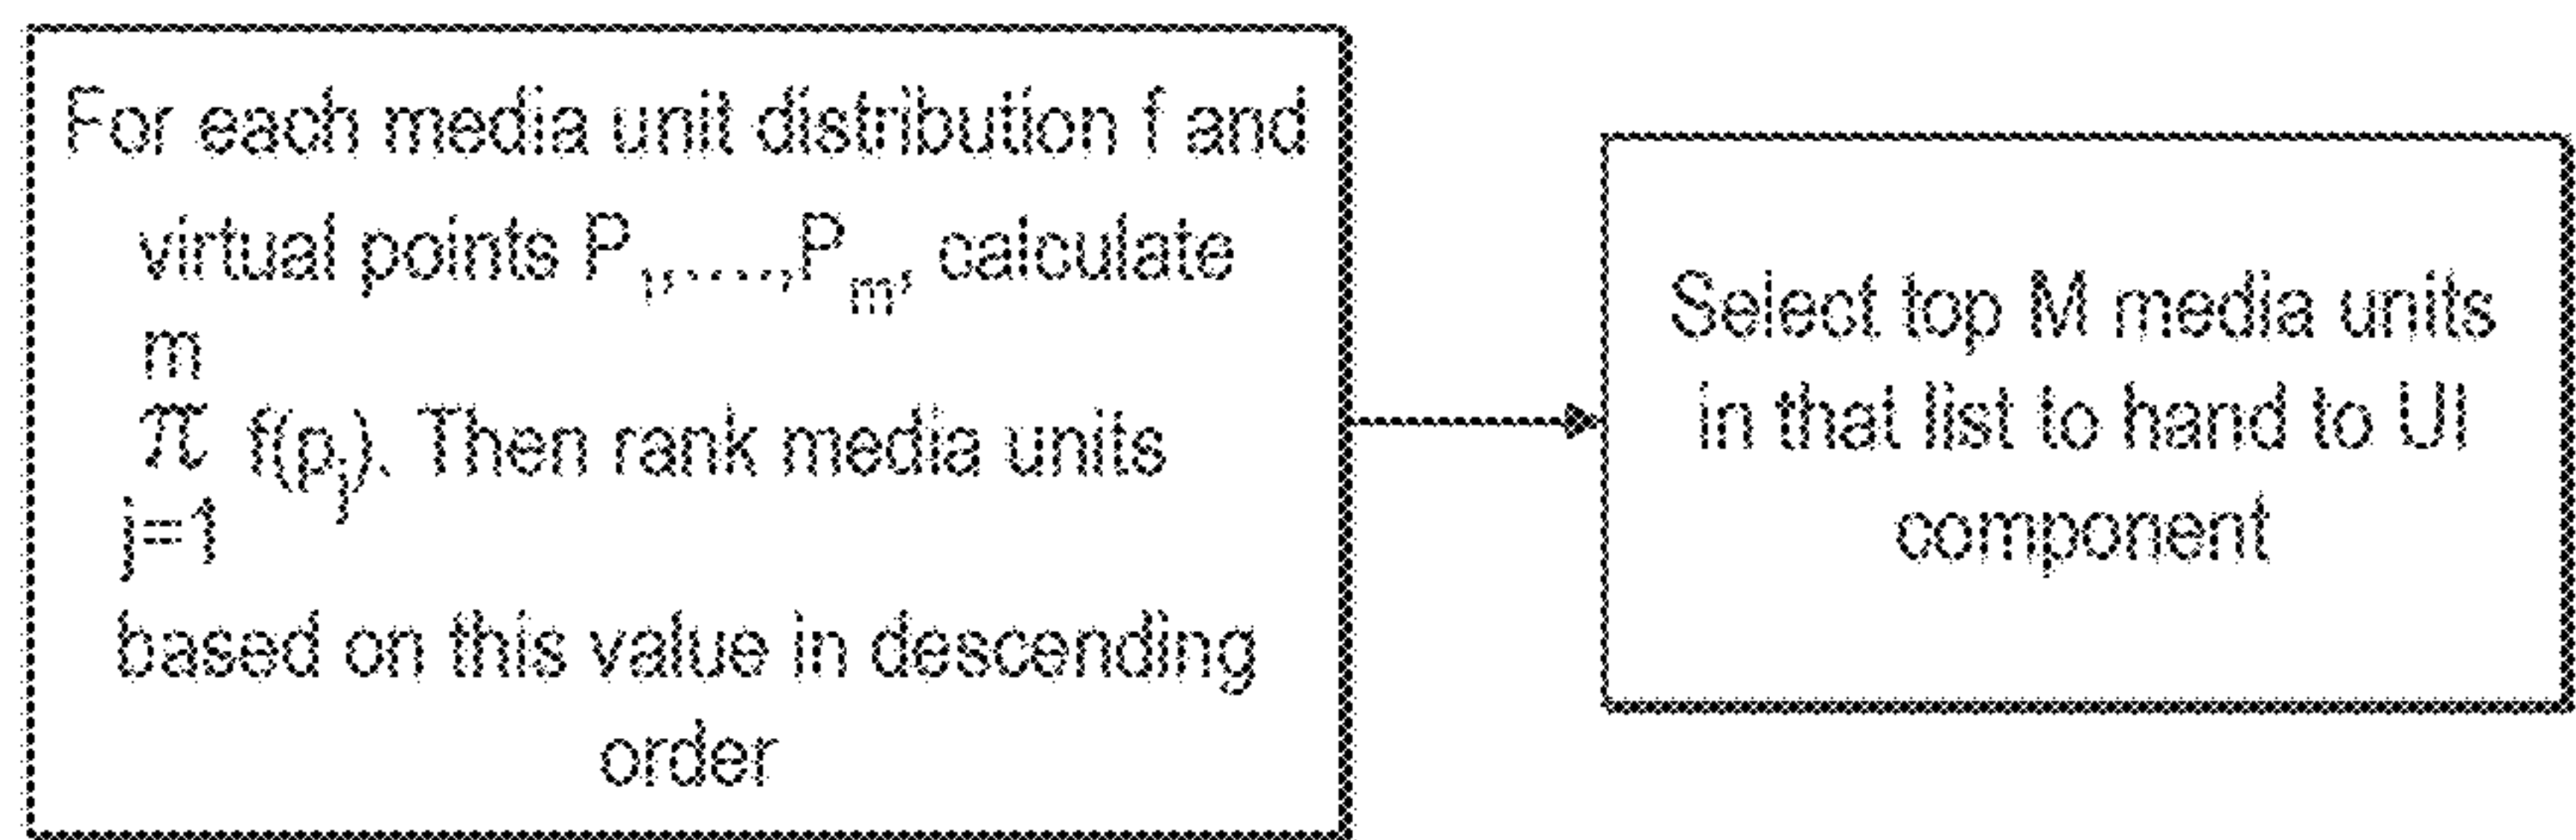 For each media unit distribution f and
virtual points P₁,....,Pₘ, calculate
m
π f(pⱼ). Then rank media units
j=1
based on this value in descending
order
Select top M media units
in that list to hand to UI
component